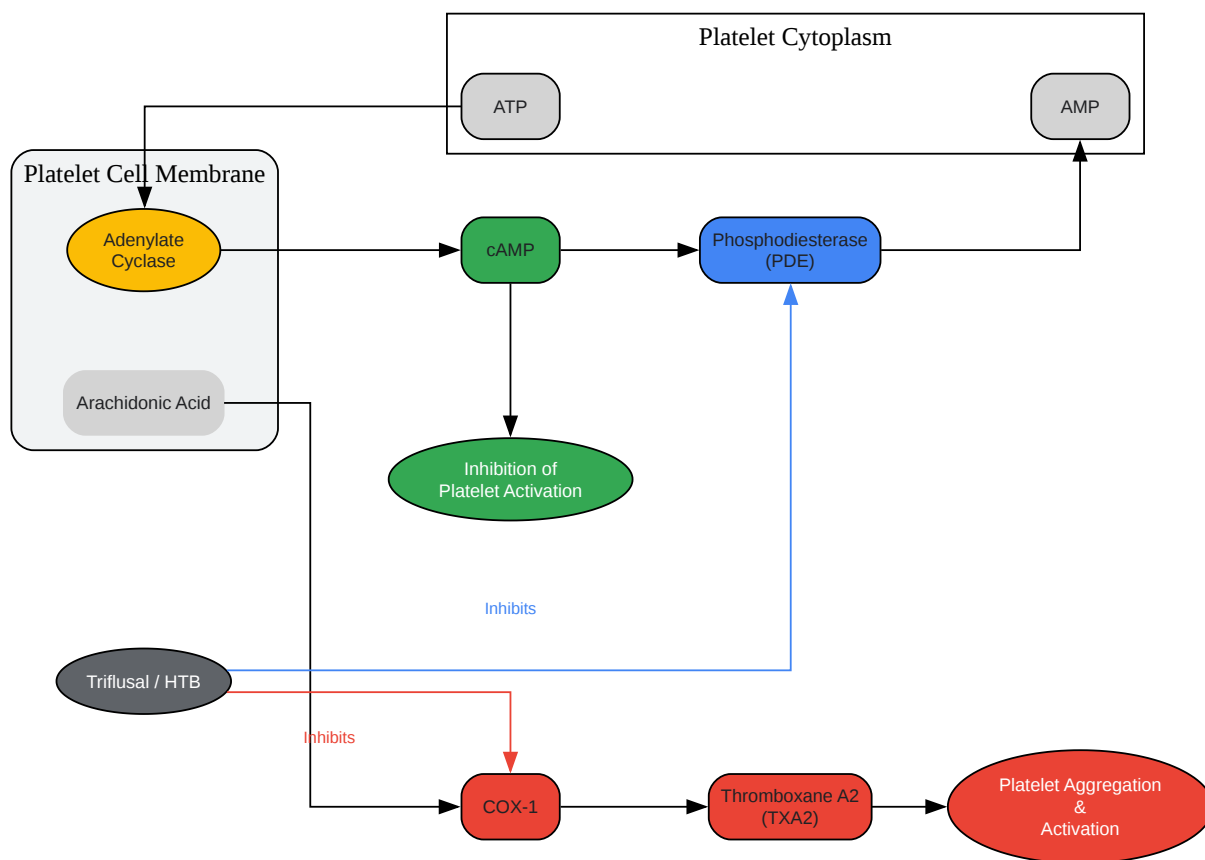 Platelet Cytoplasm
ATP
AMP
Platelet Cell Membrane
Adenylate
Cyclase
cAMP
Phosphodiesterase
(PDE)
Arachidonic Acid
Inhibition of
Platelet Activation
Inhibits
Triflusal / HTB
Inhibits
COX-1
Thromboxane A2
(TXA2)
Platelet Aggregation
&
Activation